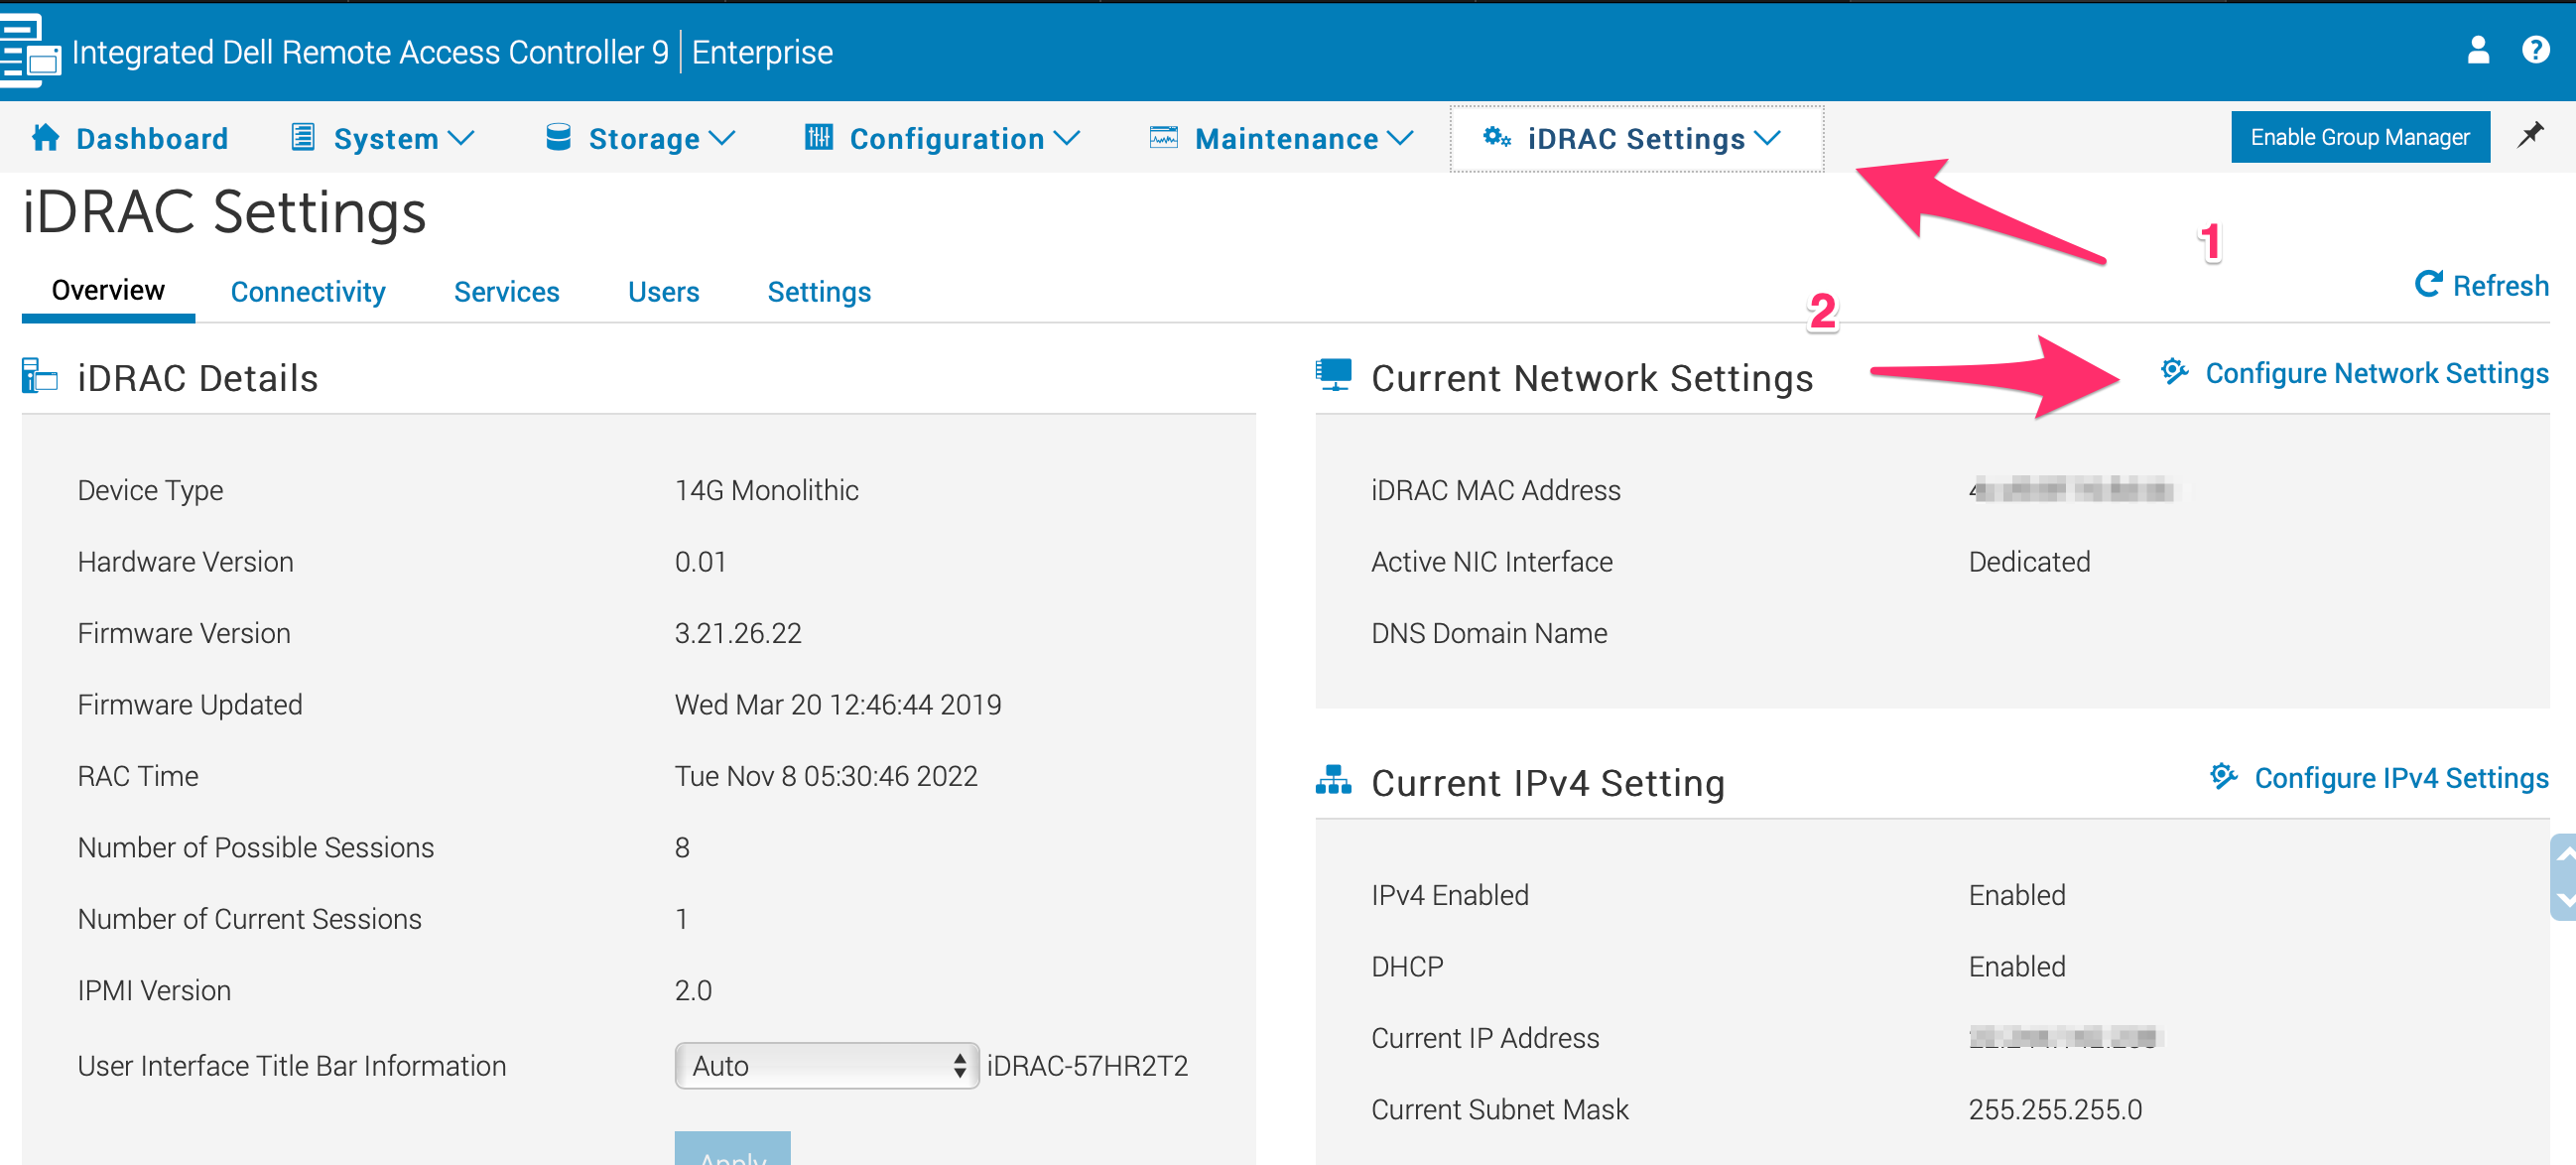 Integrated Dell Remote Access Controller 9 | Enterprise
Dashboard System Storage Configuration Maintenance iDRAC Settings Enable Group Manager
iDRAC Settings
1
Overview Connectivity Services Users Settings
Refresh
2
iDRAC Details
Device Type 14G Monolithic
Hardware Version 0.01
Firmware Version 3.21.26.22
Firmware Updated Wed Mar 20 12:46:44 2019
RAC Time Tue Nov 8 05:30:46 2022
Number of Possible Sessions 8
Number of Current Sessions 1
IPMI Version 2.0
User Interface Title Bar Information Auto iDRAC-57HR2T2
Apply
Current Network Settings Configure Network Settings
iDRAC MAC Address
Active NIC Interface Dedicated
DNS Domain Name
Current IPv4 Setting Configure IPv4 Settings
IPv4 Enabled Enabled
DHCP Enabled
Current IP Address
Current Subnet Mask 255.255.255.0